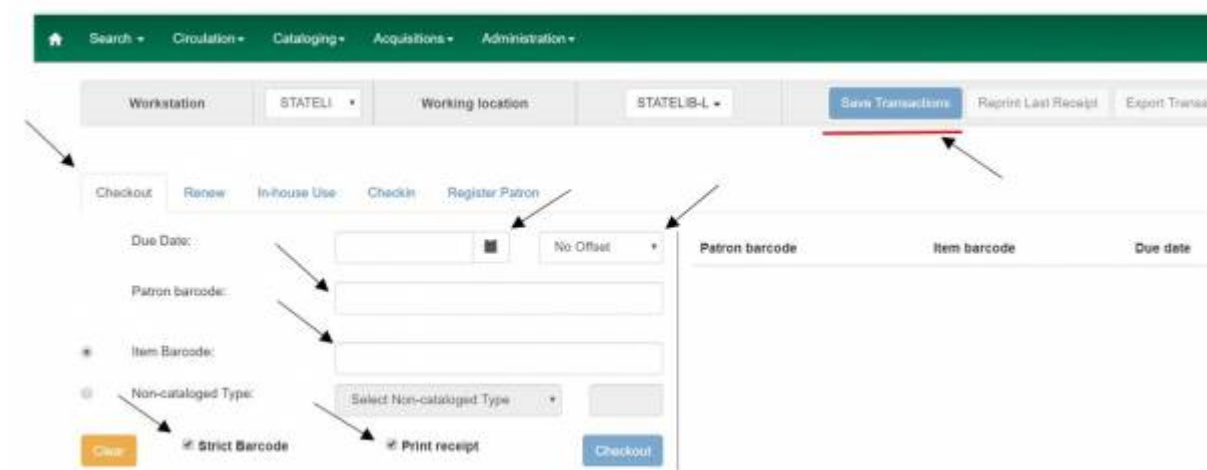 Search Circulation Cataloging Acquisitions Administration
Workstation STATELI Working location STATELIB-L Save Transactions Reprint Last Receipt Export Transa
Checkout Renew In-house Use Checkin Register Patron
Due Date: No Offset Patron barcode Item barcode Due date
Patron barcode:
Item Barcode:
Non-cataloged Type: Select Non-cataloged Type
Clear Strict Barcode Print receipt Checkout